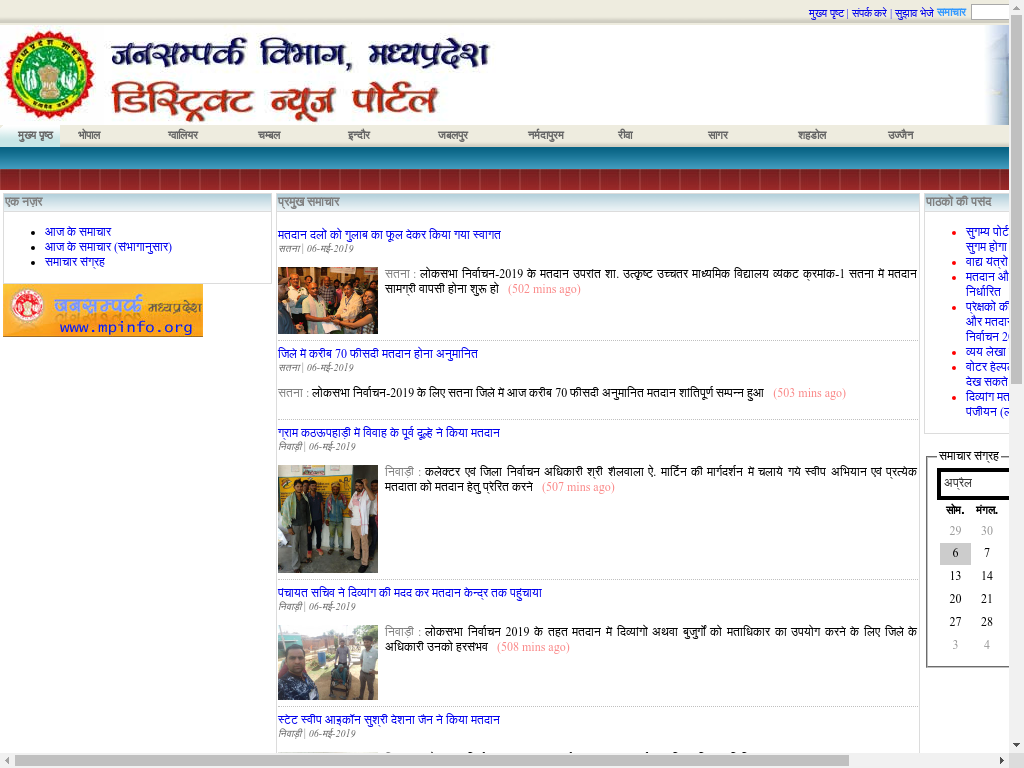 मुख्य पृष्ट | संपर्क करे | सुझाव भेजे समाचार
जनसम्पर्क विभाग, मध्यप्रदेश
डिस्ट्रिक्ट न्यूज पोर्टल
मुख्य पृष्ठ भोपाल ग्वालियर चम्बल इन्दौर जबलपुर नर्मदापुरम रीवा सागर शहडोल उज्जैन
एक नज़र
आज के समाचार
आज के समाचार (संभागानुसार)
समाचार संग्रह
जनसम्पर्क मध्यप्रदेश
www.mpinfo.org
प्रमुख समाचार
मतदान दलो को गुलाब का फूल देकर किया गया स्वागत
सतना | 06-मई-2019
सतना : लोकसभा निर्वाचन-2019 के मतदान उपरांत शा. उत्कृष्ट उच्चतर माध्यमिक विद्यालय व्यंकट क्रमांक-1 सतना में मतदान
सामग्री वापसी होना शुरू हो (502 mins ago)
जिले में करीब 70 फीसदी मतदान होना अनुमानित
सतना | 06-मई-2019
सतना : लोकसभा निर्वाचन-2019 के लिए सतना जिले में आज करीब 70 फीसदी अनुमानित मतदान शांतिपूर्ण सम्पन्न हुआ (503 mins ago)
ग्राम कठऊपहाड़ी में विवाह के पूर्व दूल्हे ने किया मतदान
निवाड़ी | 06-मई-2019
निवाड़ी : कलेक्टर एवं जिला निर्वाचन अधिकारी श्री शैलवाला ऐ. मार्टिन की मार्गदर्शन में चलाये गये स्वीप अभियान एवं प्रत्येक
मतदाता को मतदान हेतु प्रेरित करने (507 mins ago)
पंचायत सचिव ने दिव्यांग की मदद कर मतदान केन्द्र तक पहुंचाया
निवाड़ी | 06-मई-2019
निवाड़ी : लोकसभा निर्वाचन 2019 के तहत मतदान में दिव्यांगो अथवा बुजुर्गों को मताधिकार का उपयोग करने के लिए जिले के
अधिकारी उनको हरसंभव (508 mins ago)
स्टेट स्वीप आइकॉन सुश्री देशना जैन ने किया मतदान
निवाड़ी | 06-मई-2019
पाठको की पसंद
सुगम्य पोर्ट
सुगम होगा
वाद्य यंत्रो
मतदान औ
निर्धारित
प्रेक्षकों की
और मतदान
निर्वाचन 2
व्यय लेखा
वोटर हेल्पल
देख सकते
दिव्यांग मत
पंजीयन (ल
समाचार संग्रह
अप्रैल
सोम. मंगल.
29 30
6 7
13 14
20 21
27 28
3 4